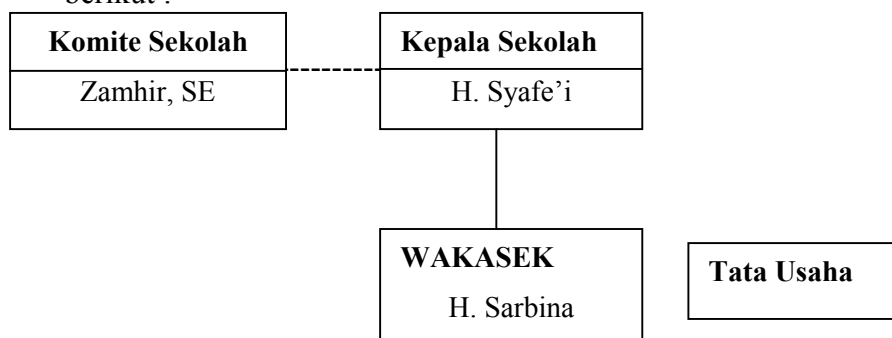 berikut :
Komite Sekolah
Zamhir, SE
Kepala Sekolah
H. Syafe’i
WAKASEK
H. Sarbina
Tata Usaha